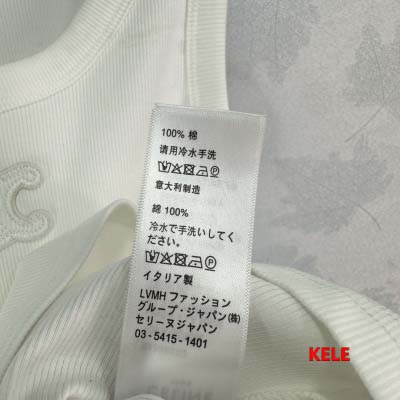 100% 棉
请用冷水手洗
意大利制造
綿 100%
冷水で手洗いしてく
ださい。
イタリア製
LVMH ファッション
グループ・ジャパン(株)
セリーヌジャパン
03 - 5415 - 1401
KELE